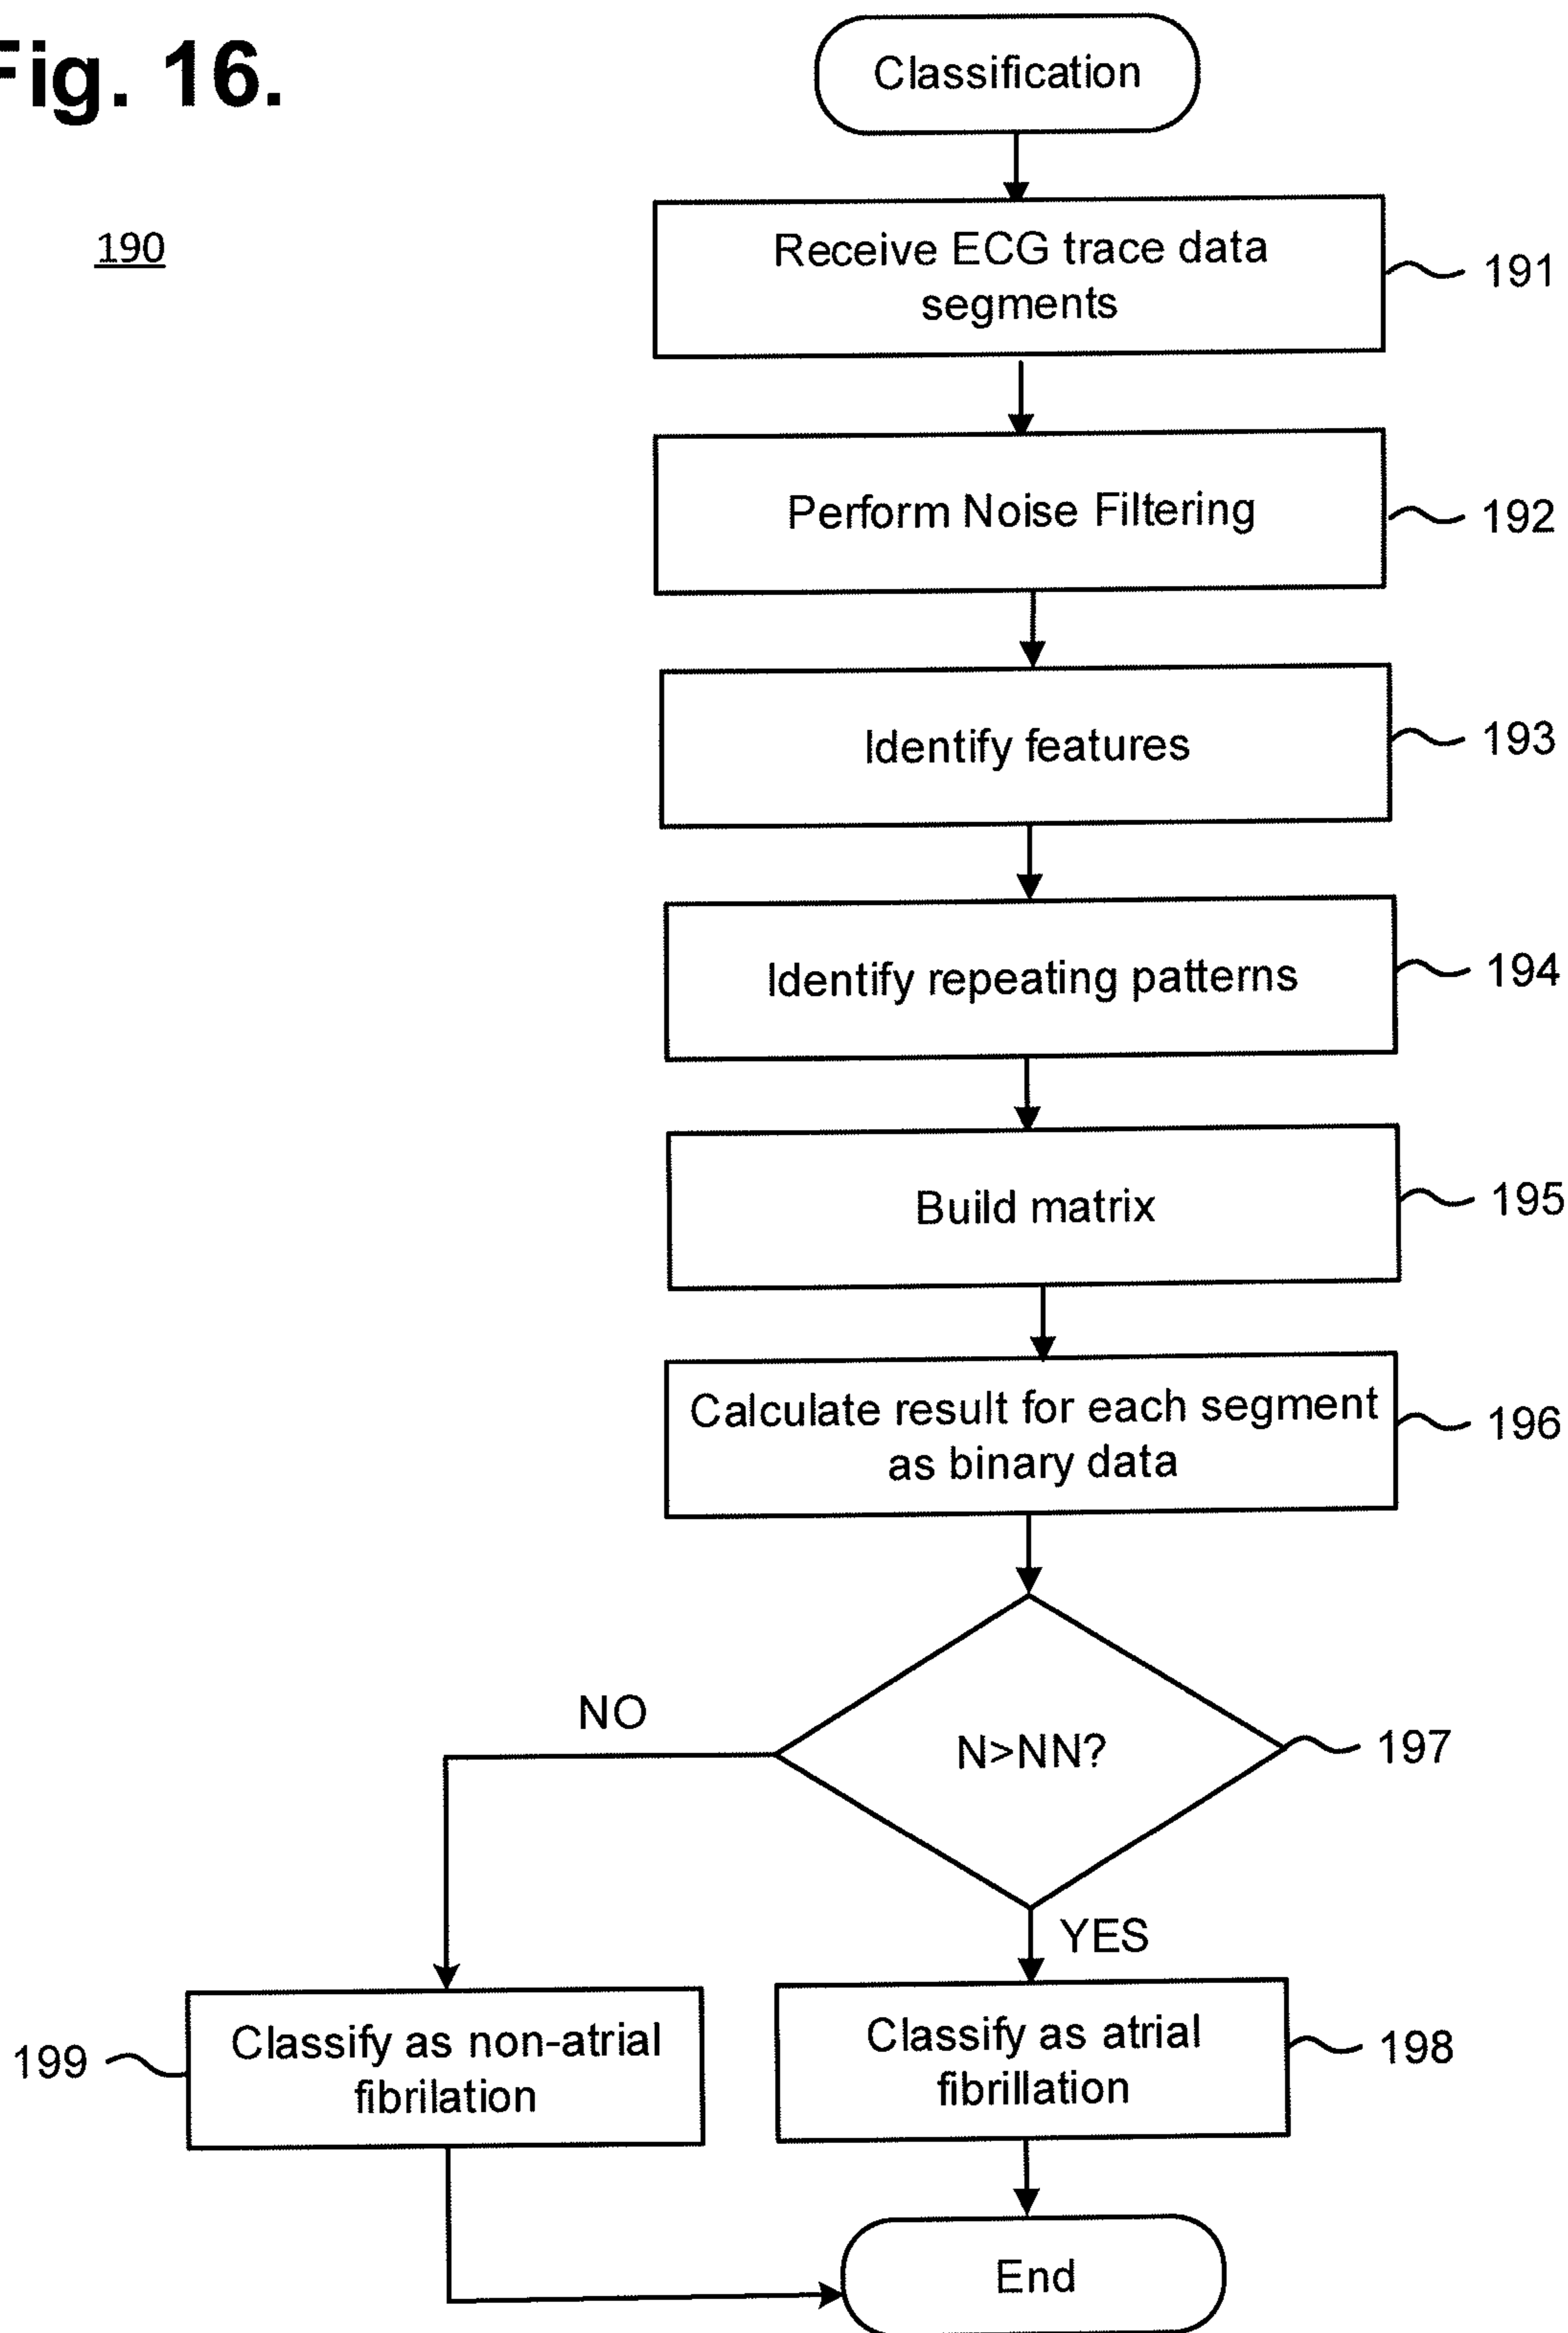 Fig. 16.
190
Classification
Receive ECG trace data
segments
191
Perform Noise Filtering
192
Identify features
193
Identify repeating patterns
194
Build matrix
195
Calculate result for each segment
as binary data
196
N>NN?
197
NO
YES
Classify as non-atrial
fibrilation
199
Classify as atrial
fibrillation
198
End